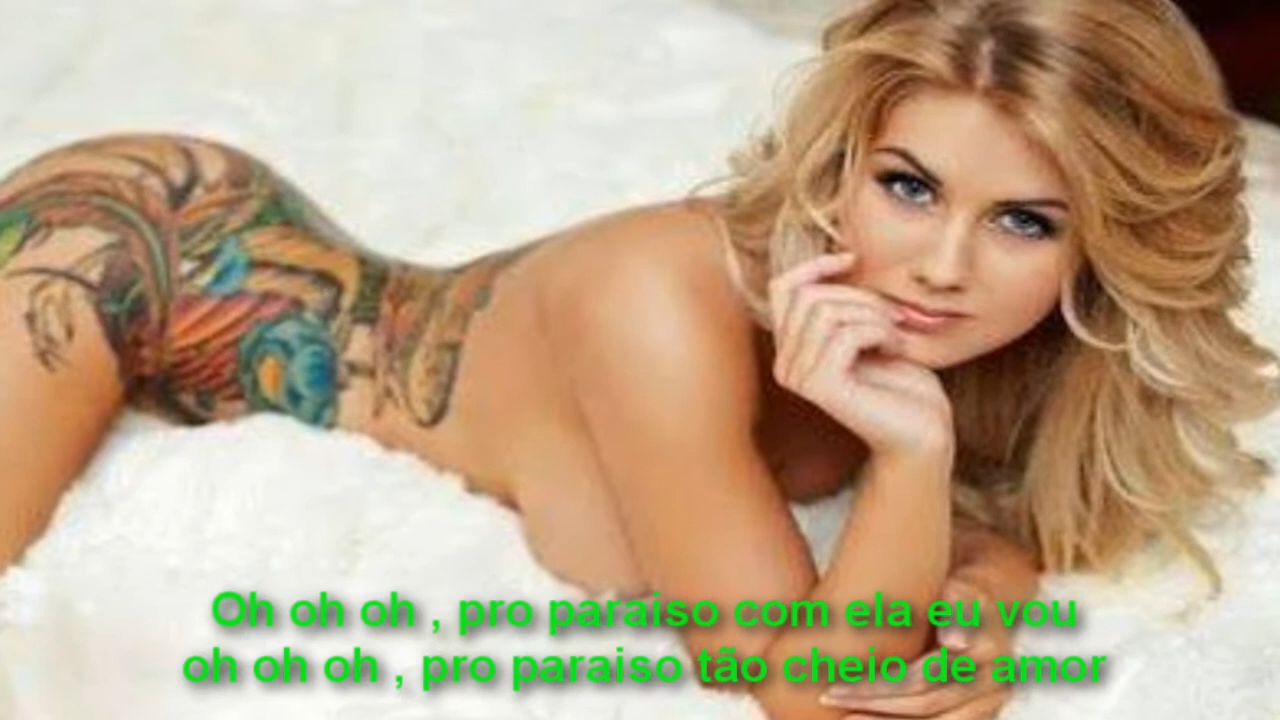 Oh oh oh , pro paraiso com ela eu vou
oh oh oh , pro paraiso tão cheio de amor